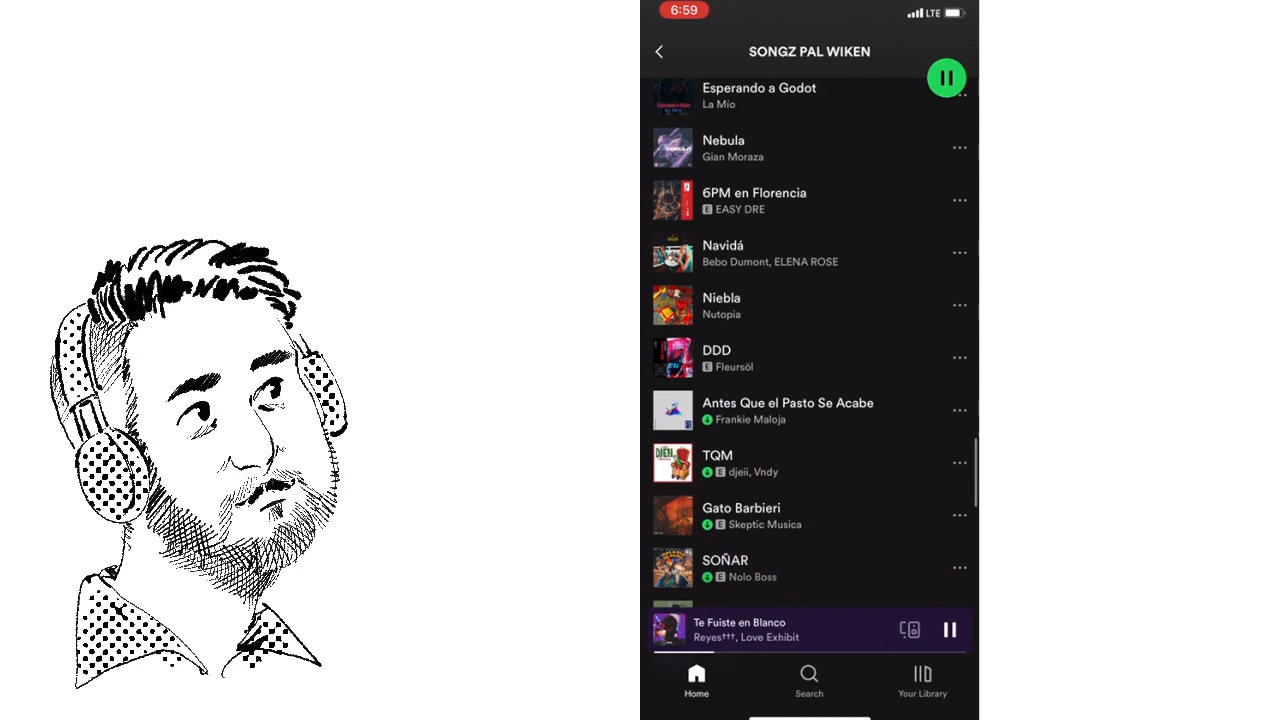 6:59
LTE
SONGZ PAL WIKEN
Esperando a Godot
La Mío
Nebula
Gian Moraza
6PM en Florencia
E EASY DRE
Navidá
Bebo Dumont, ELENA ROSE
Niebla
Nutopia
DDD
E Fleursöl
Antes Que el Pasto Se Acabe
Frankie Maloja
TQM
E djeii, Vndy
Gato Barbieri
E Skeptic Musica
SOÑAR
E Nolo Boss
Te Fuiste en Blanco
Reyes†††, Love Exhibit
Home
Search
Your Library